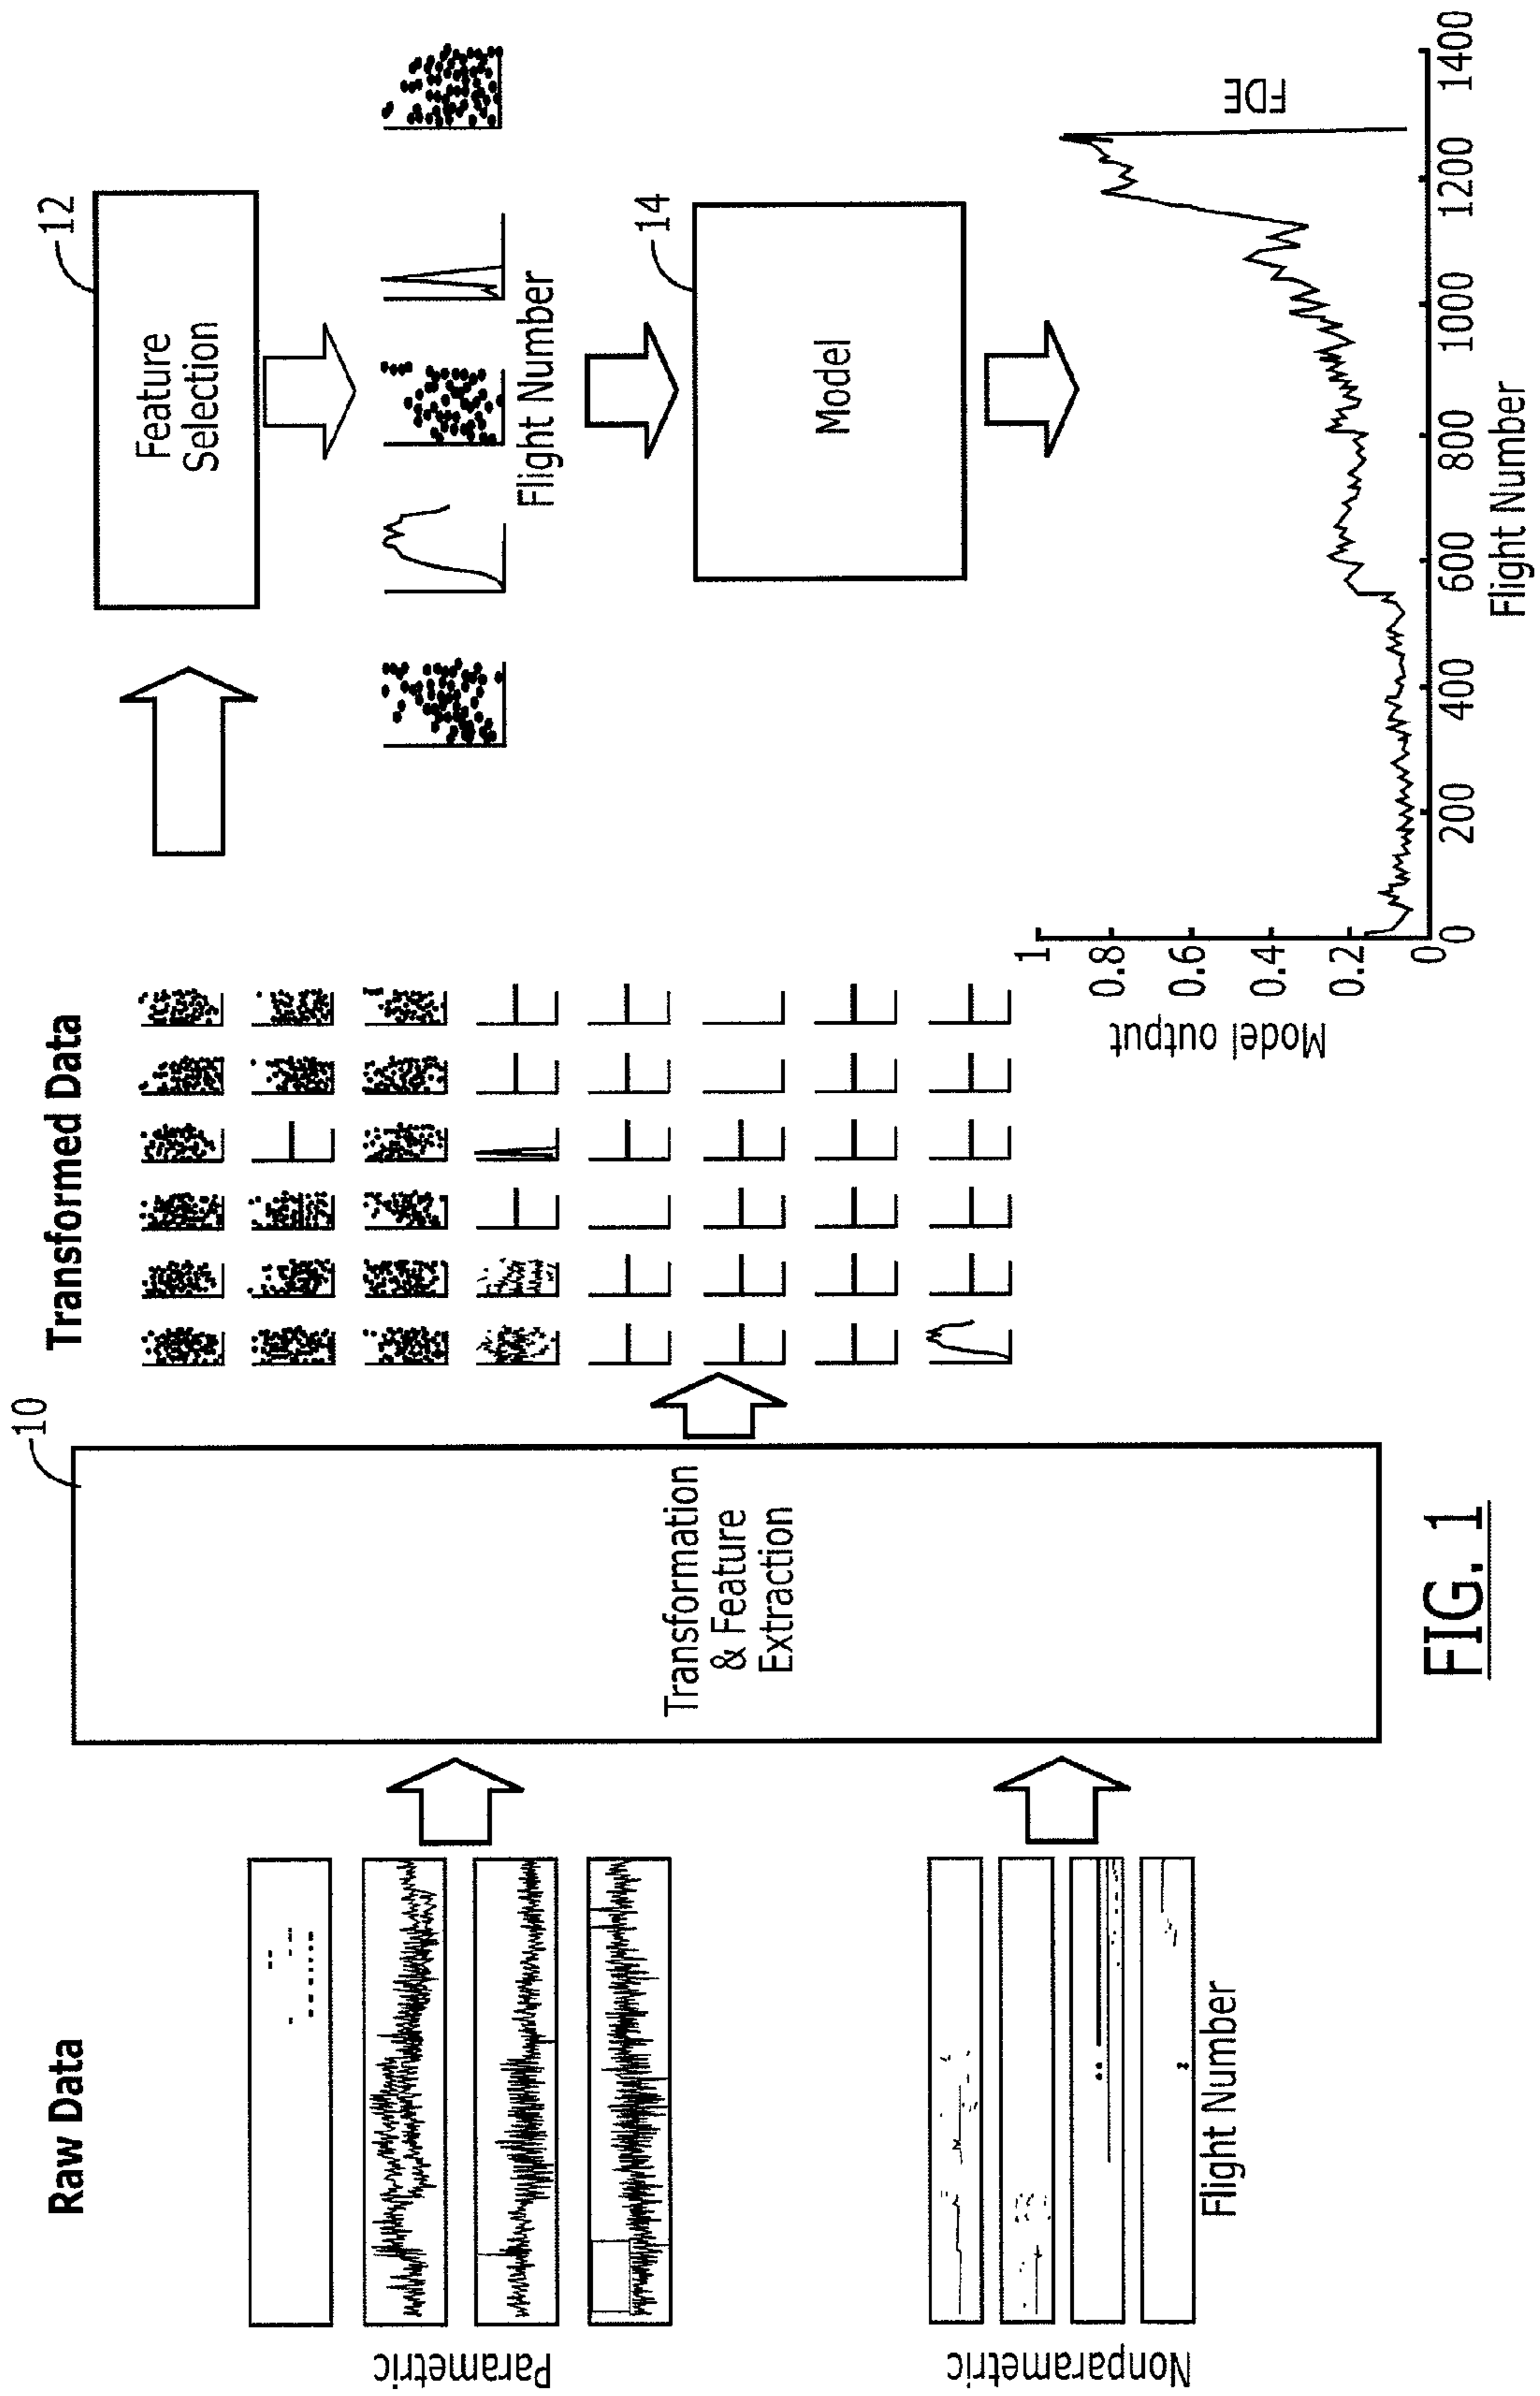 Raw Data
Transformed Data
Parametric
Nonparametric
Flight Number
10
Transformation
& Feature
Extraction
12
Feature
Selection
Flight Number
14
Model
Model output
1
0.8
0.6
0.4
0.2
0
0
200
400
600
800
1000
1200
1400
FDE
Flight Number
FIG. 1